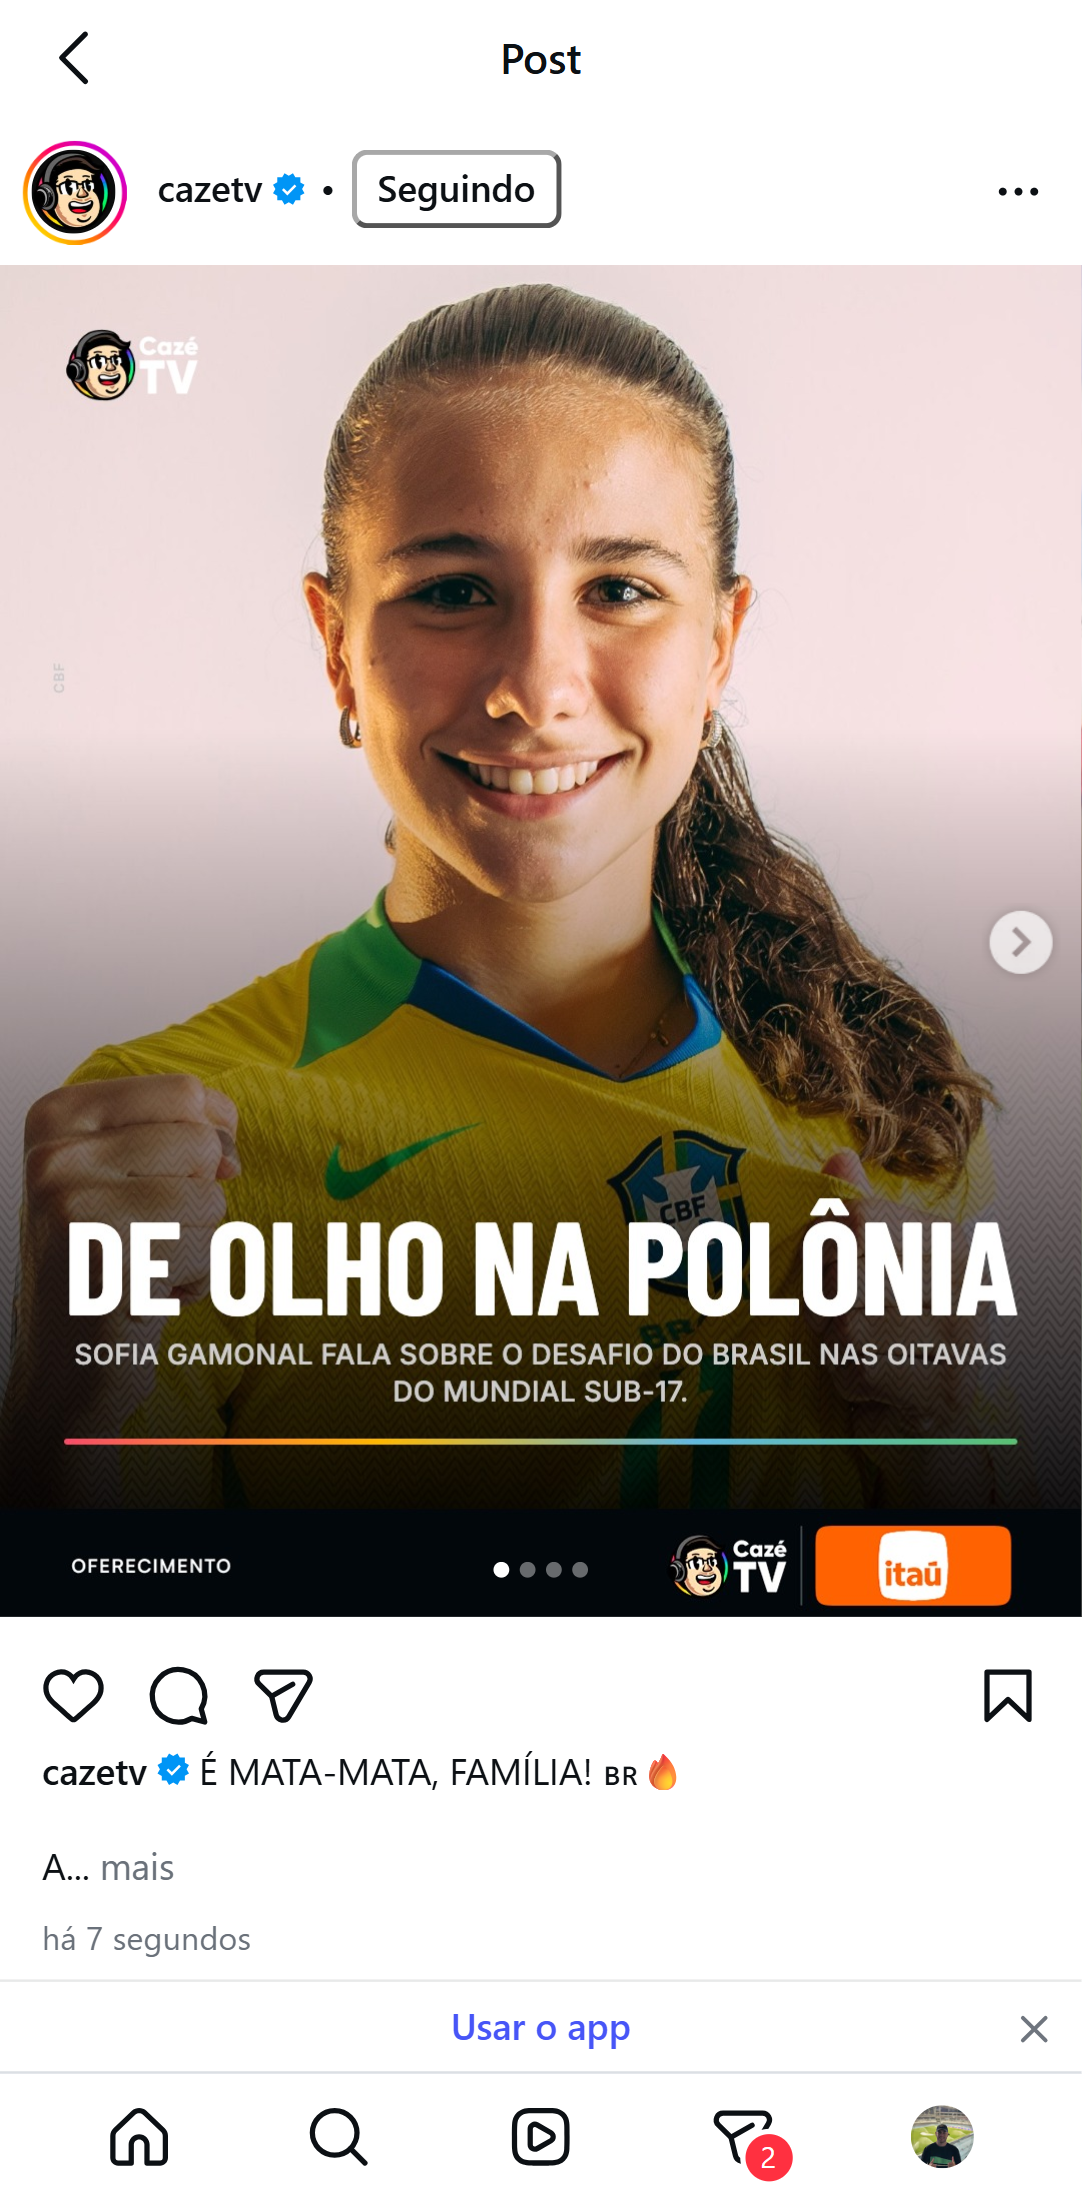 Post
cazetv • Seguindo
Cazé
TV
CBF
CBF
DE OLHO NA POLÔNIA
SOFIA GAMONAL FALA SOBRE O DESAFIO DO BRASIL NAS OITAVAS
DO MUNDIAL SUB-17.
OFERECIMENTO
Cazé
TV
itaú
cazetv É MATA-MATA, FAMÍLIA! BR🔥
A... mais
há 7 segundos
Usar o app
2